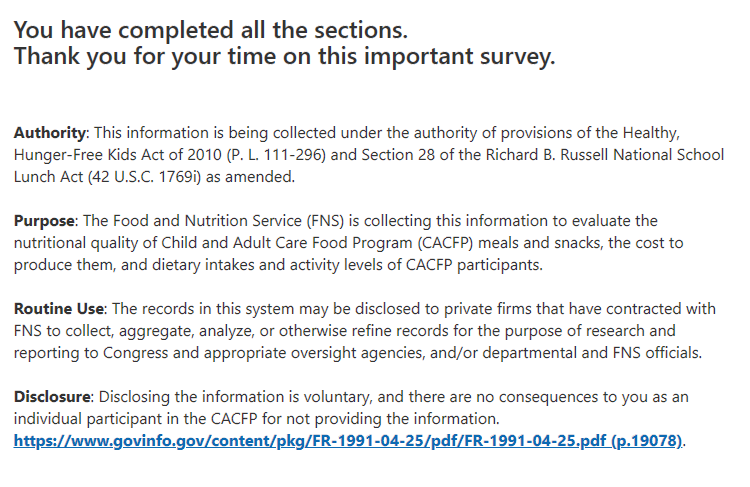 You have completed all the sections.
Thank you for your time on this important survey.
Authority: This information is being collected under the authority of provisions of the Healthy,
Hunger-Free Kids Act of 2010 (P. L. 111-296) and Section 28 of the Richard B. Russell National School
Lunch Act (42 U.S.C. 1769i) as amended.
Purpose: The Food and Nutrition Service (FNS) is collecting this information to evaluate the
nutritional quality of Child and Adult Care Food Program (CACFP) meals and snacks, the cost to
produce them, and dietary intakes and activity levels of CACFP participants.
Routine Use: The records in this system may be disclosed to private firms that have contracted with
FNS to collect, aggregate, analyze, or otherwise refine records for the purpose of research and
reporting to Congress and appropriate oversight agencies, and/or departmental and FNS officials.
Disclosure: Disclosing the information is voluntary, and there are no consequences to you as an
individual participant in the CACFP for not providing the information.
https://www.govinfo.gov/content/pkg/FR-1991-04-25/pdf/FR-1991-04-25.pdf (p.19078).